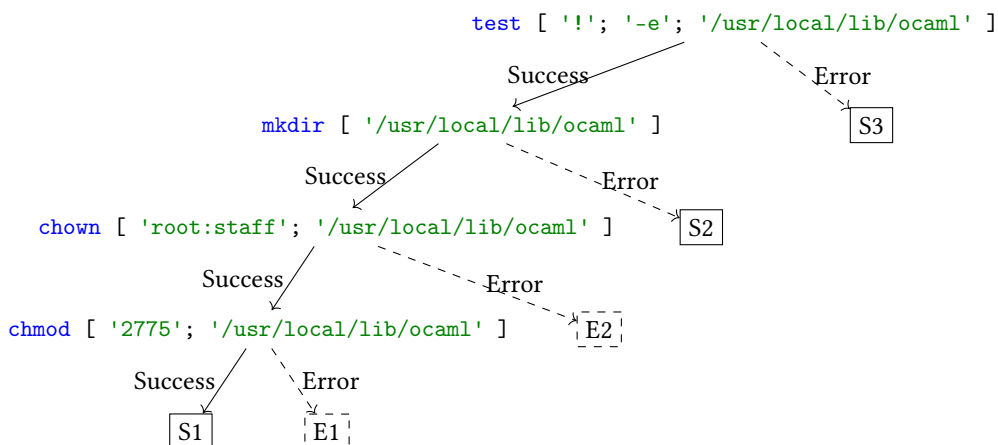 test [ '!'; '-e'; '/usr/local/lib/ocaml' ]
Success
Error
mkdir [ '/usr/local/lib/ocaml' ]
S3
Success
Error
chown [ 'root:staff'; '/usr/local/lib/ocaml' ]
S2
Success
Error
chmod [ '2775'; '/usr/local/lib/ocaml' ]
E2
Success
Error
S1
E1